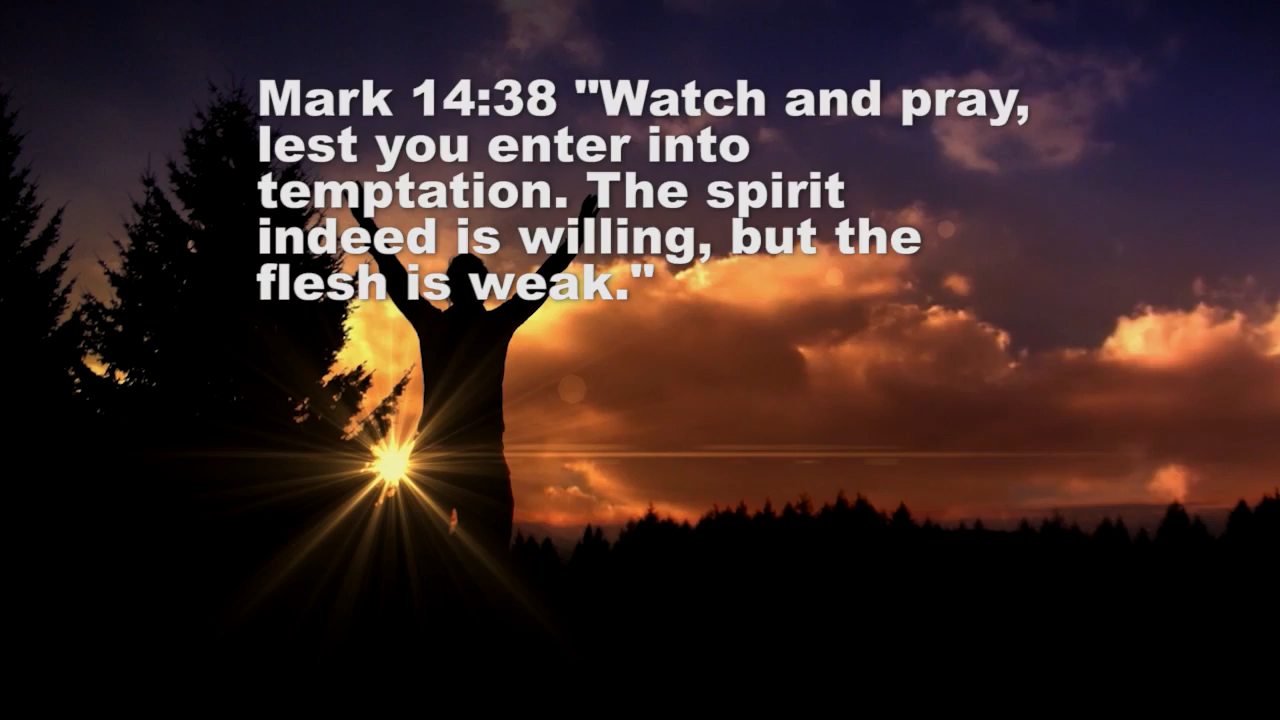 Mark 14:38 "Watch and pray,
lest you enter into
temptation. The spirit
indeed is willing, but the
flesh is weak."